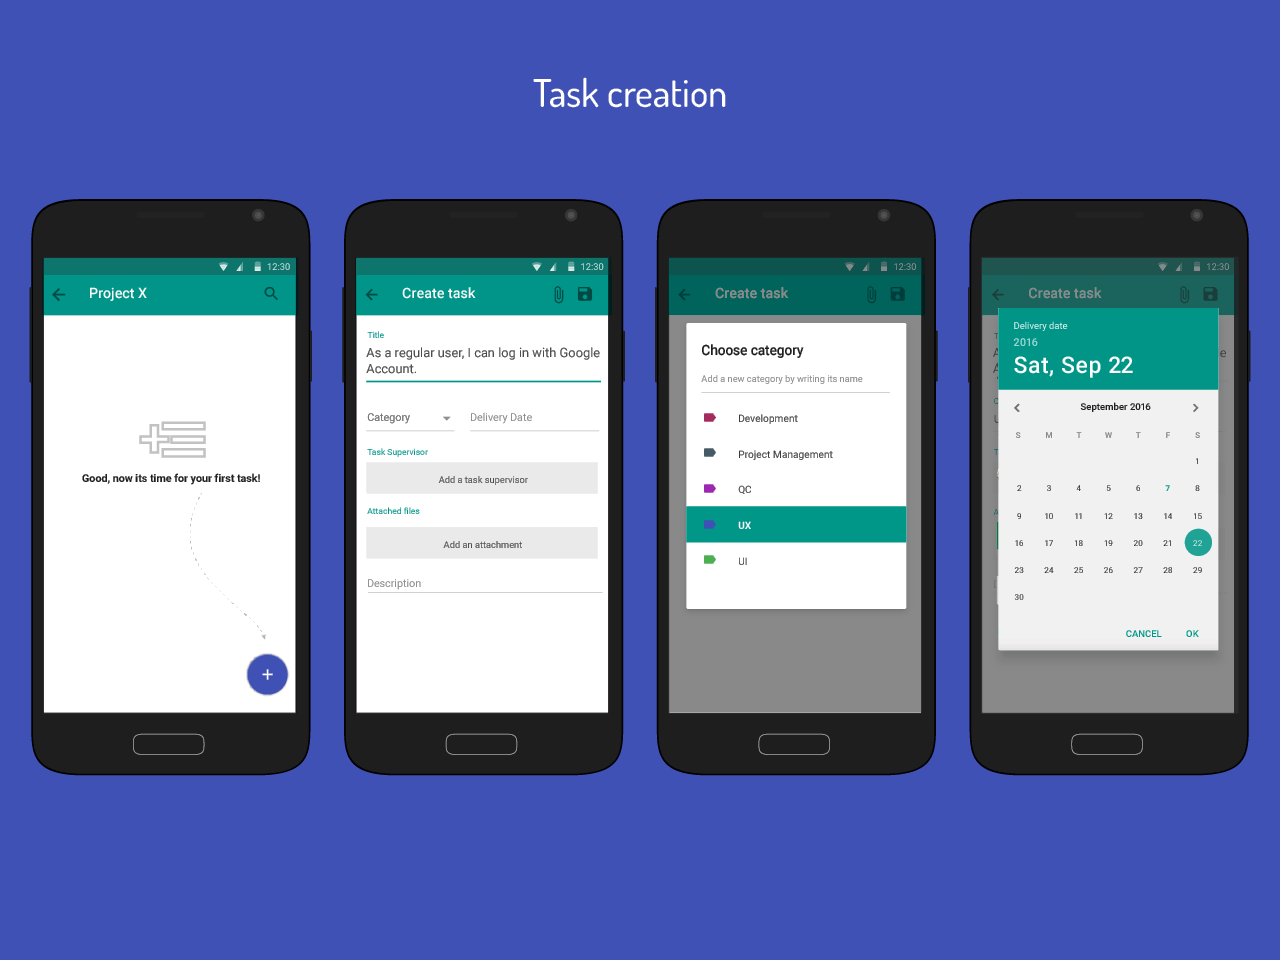 Task creation
12:30
Project X
Good, now its time for your first task!
12:30
Create task
Title
As a regular user, I can log in with Google
Account.
Category
Delivery Date
Task Supervisor
Add a task supervisor
Attached files
Add an attachment
Description
12:30
Create task
Choose category
Add a new category by writing its name
Development
Project Management
QC
UX
UI
12:30
Create task
Delivery date
2016
Sat, Sep 22
September 2016
S M T W T F S
1
2 3 4 5 6 7 8
9 10 11 12 13 14 15
16 17 18 19 20 21 22
23 24 25 26 27 28 29
30
CANCEL OK